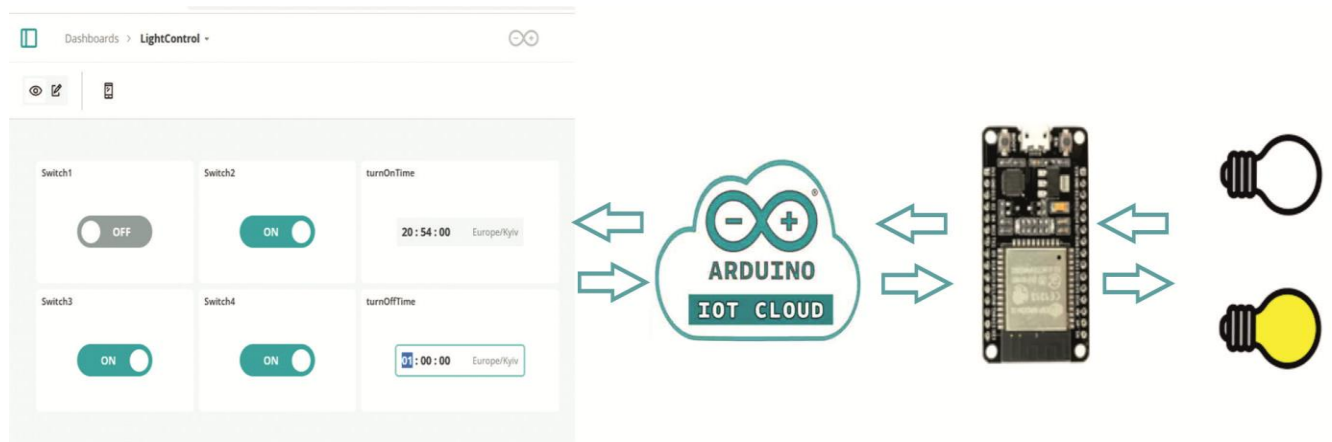 Dashboards > LightControl
Switch1
OFF
Switch2
ON
turnOnTime
20 : 54 : 00 Europe/Kyiv
Switch3
ON
Switch4
ON
turnOffTime
01 : 00 : 00 Europe/Kyiv
ARDUINO
IOT CLOUD